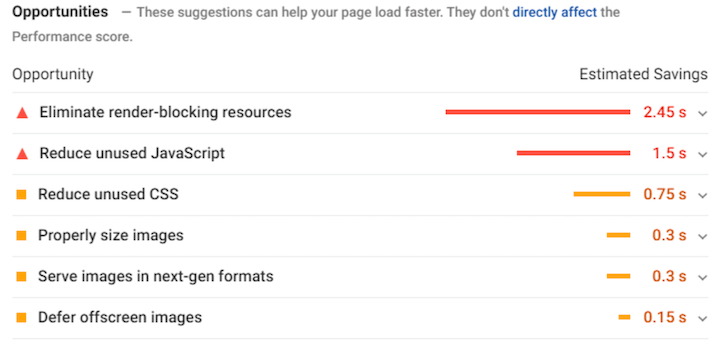 Opportunities — These suggestions can help your page load faster. They don't directly affect the
Performance score.
Opportunity Estimated Savings
Eliminate render-blocking resources 2.45 s
Reduce unused JavaScript 1.5 s
Reduce unused CSS 0.75 s
Properly size images 0.3 s
Serve images in next-gen formats 0.3 s
Defer offscreen images 0.15 s